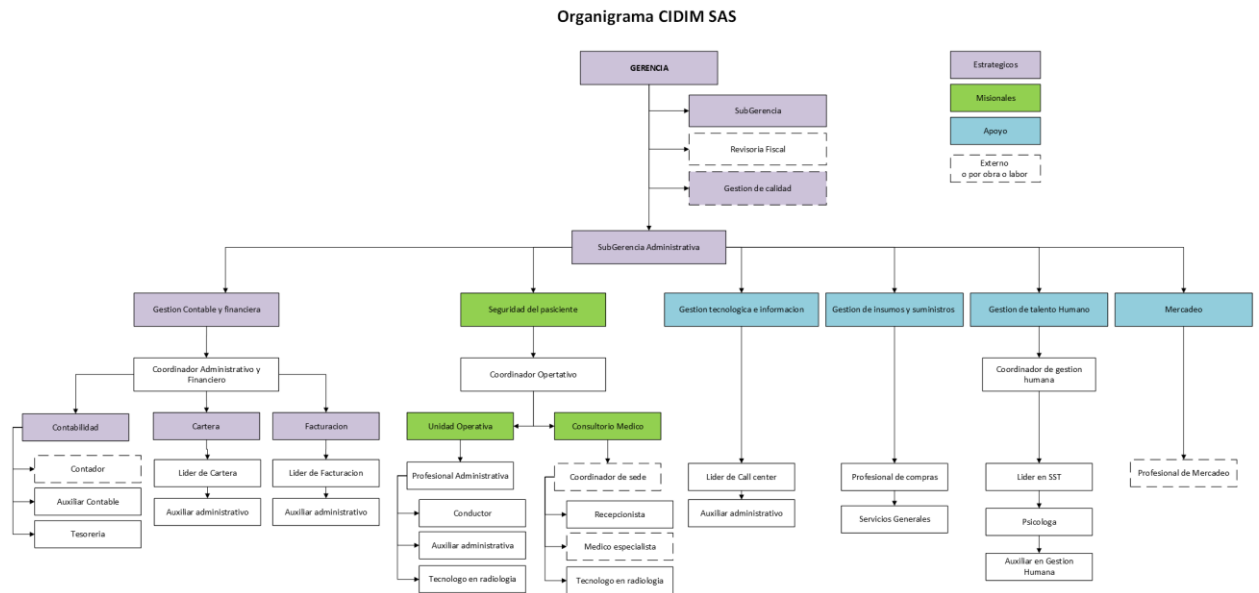 Organigrama CIDIM SAS
GERENCIA
Estrategicos
Misionales
Apoyo
Externo
o por obra o labor
SubGerencia
Revisoria Fiscal
Gestion de calidad
SubGerencia Administrativa
Gestion Contable y financiera
Seguridad del pasiciente
Gestion tecnologica e informacion
Gestion de insumos y suministros
Gestion de talento Humano
Mercadeo
Coordinador Administrativo y
Financiero
Coordinador Opertativo
Coordinador de gestion
humana
Contabilidad
Cartera
Facturacion
Unidad Operativa
Consultorio Medico
Contador
Lider de Cartera
Lider de Facturacion
Profesional Administrativa
Coordinador de sede
Lider de Call center
Profesional de compras
Lider en SST
Profesional de Mercadeo
Auxiliar Contable
Auxiliar administrativo
Auxiliar administrativo
Conductor
Recepcionista
Auxiliar administrativo
Servicios Generales
Psicologa
Tesoreria
Auxiliar administrativa
Medico especialista
Auxiliar en Gestion
Humana
Tecnologo en radiologia
Tecnologo en radiologia